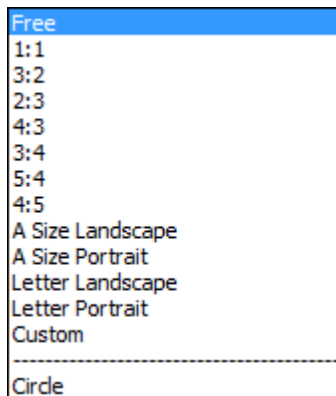 Free
1:1
3:2
2:3
4:3
3:4
5:4
4:5
A Size Landscape
A Size Portrait
Letter Landscape
Letter Portrait
Custom
----------------------------------------
Circle